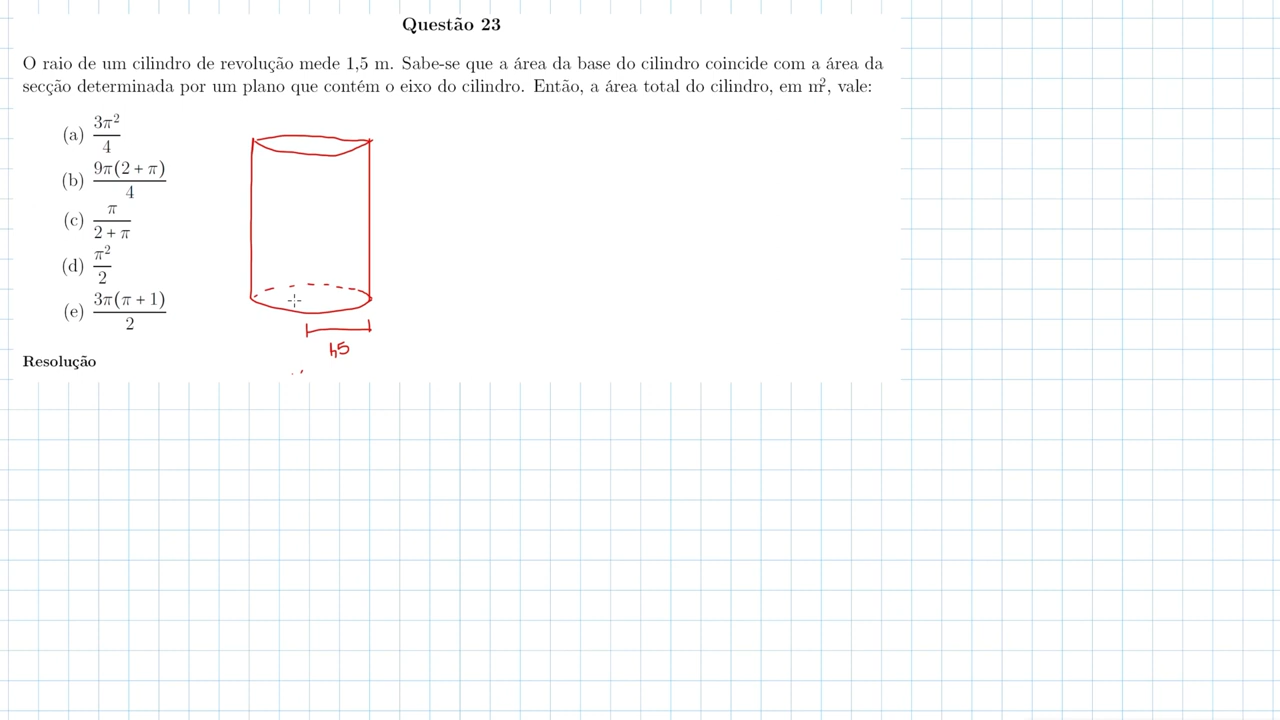 Questão 23
O raio de um cilindro de revolução mede 1,5 m. Sabe-se que a área da base do cilindro coincide com a área da
secção determinada por um plano que contém o eixo do cilindro. Então, a área total do cilindro, em m², vale:
(a) 3π²/4
(b) 9π(2 + π)/4
(c) π/(2 + π)
(d) π²/2
(e) 3π(π + 1)/2
1,5
Resolução